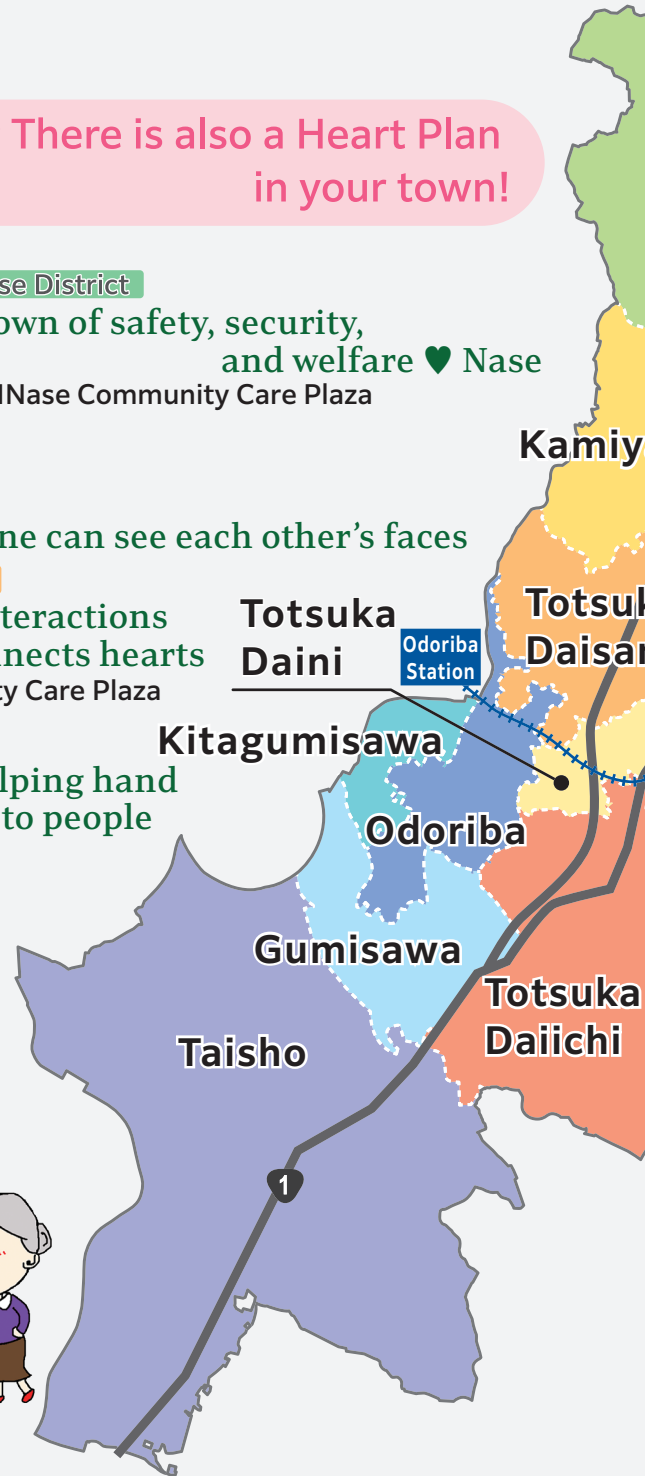 There is also a Heart Plan
in your town!
se District
own of safety, security,
and welfare ♥ Nase
Nase Community Care Plaza
Kamiy
ne can see each other's faces
teractions
nnects hearts
ty Care Plaza
Totsuka
Daini
Odoriba
Station
Totsuk
Daisan
Kitagumisawa
lping hand
to people
Odoriba
Gumisawa
Totsuka
Daiichi
Taisho
1